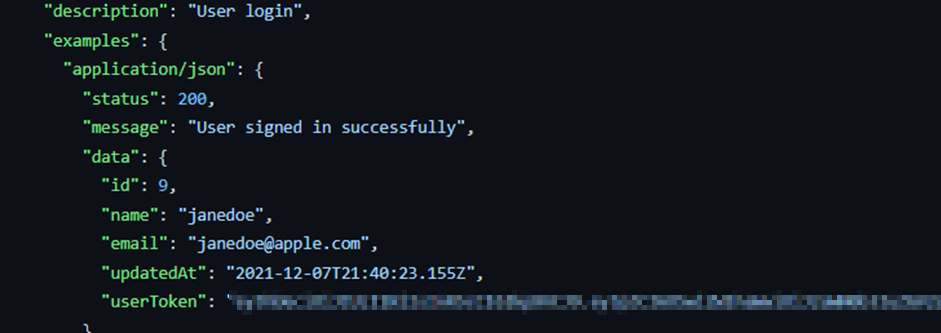 "description": "User login",
"examples": {
"application/json": {
"status": 200,
"message": "User signed in successfully",
"data": {
"id": 9,
"name": "janedoe",
"email": "janedoe@apple.com",
"updatedAt": "2021-12-07T21:40:23.155Z",
"userToken": "
}